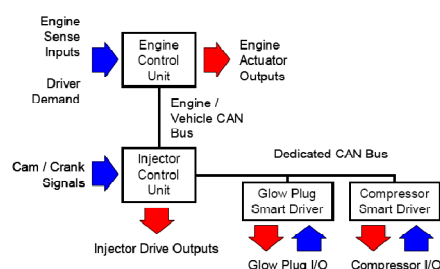 Engine
Sense
Inputs
Driver
Demand
Engine
Control
Unit
Engine
Actuator
Outputs
Engine /
Vehicle CAN
Bus
Cam / Crank
Signals
Injector
Control
Unit
Dedicated CAN Bus
Glow Plug
Smart Driver
Compressor
Smart Driver
Injector Drive Outputs
Glow Plug I/O
Compressor I/O